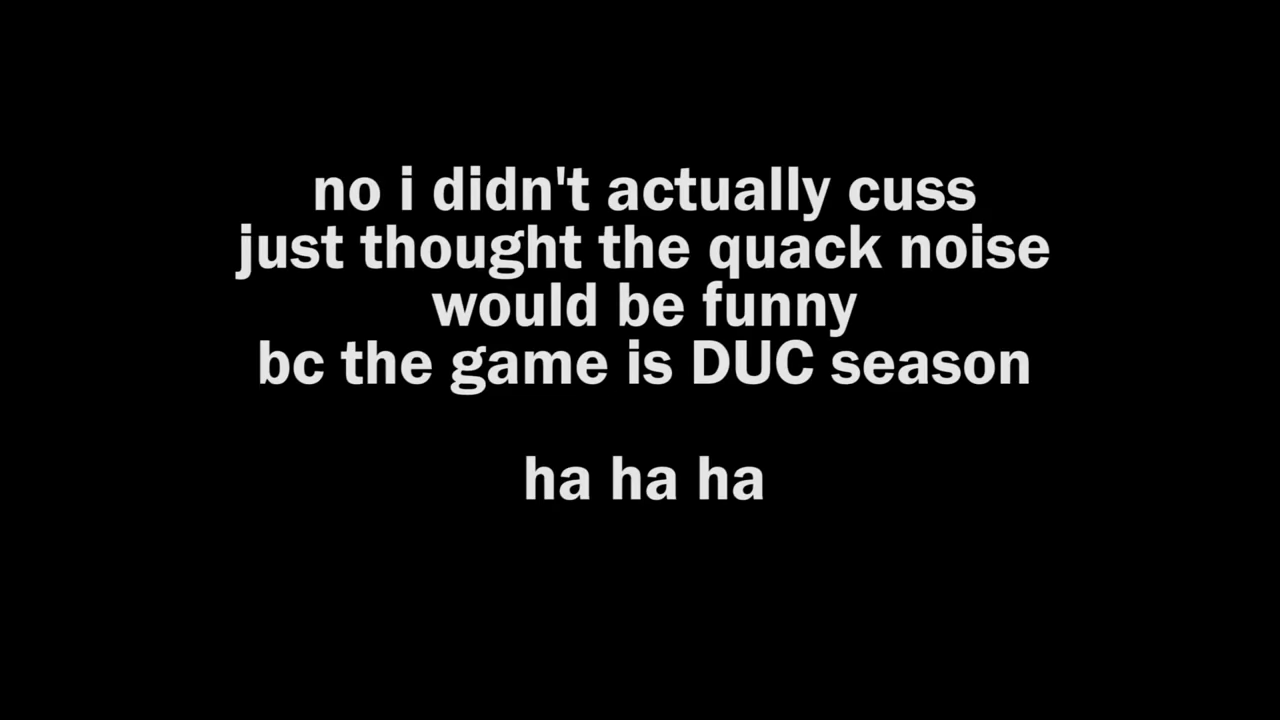 no i didn't actually cuss
just thought the quack noise
would be funny
bc the game is DUC season
ha ha ha